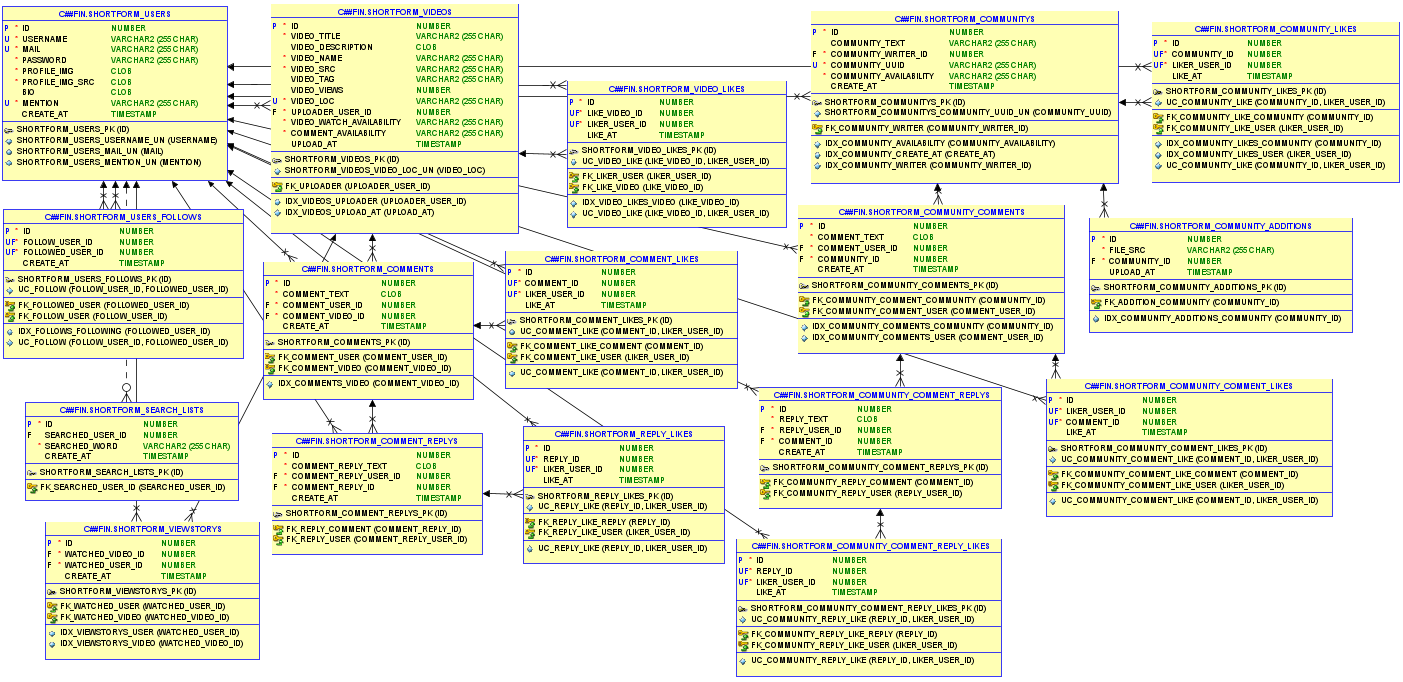 C##FIN.SHORTFORM_USERS
P * ID NUMBER
U * USERNAME VARCHAR2 (255 CHAR)
U * MAIL VARCHAR2 (255 CHAR)
* PASSWORD VARCHAR2 (255 CHAR)
* PROFILE_IMG CLOB
* PROFILE_IMG_SRC CLOB
BIO CLOB
U * MENTION VARCHAR2 (255 CHAR)
CREATE_AT TIMESTAMP
SHORTFORM_USERS_PK (ID)
SHORTFORM_USERS_USERNAME_UN (USERNAME)
SHORTFORM_USERS_MAIL_UN (MAIL)
SHORTFORM_USERS_MENTION_UN (MENTION)
C##FIN.SHORTFORM_VIDEOS
P * ID NUMBER
* VIDEO_TITLE VARCHAR2 (255 CHAR)
VIDEO_DESCRIPTION CLOB
* VIDEO_NAME VARCHAR2 (255 CHAR)
* VIDEO_SRC VARCHAR2 (255 CHAR)
* VIDEO_TAG VARCHAR2 (255 CHAR)
VIDEO_VIEWS NUMBER
U * VIDEO_LOC VARCHAR2 (255 CHAR)
F * UPLOADER_USER_ID NUMBER
* VIDEO_WATCH_AVAILABILITY VARCHAR2 (255 CHAR)
* COMMENT_AVAILABILITY VARCHAR2 (255 CHAR)
UPLOAD_AT TIMESTAMP
SHORTFORM_VIDEOS_PK (ID)
SHORTFORM_VIDEOS_VIDEO_LOC_UN (VIDEO_LOC)
FK_UPLOADER (UPLOADER_USER_ID)
IDX_VIDEOS_UPLOADER (UPLOADER_USER_ID)
IDX_VIDEOS_UPLOAD_AT (UPLOAD_AT)
C##FIN.SHORTFORM_VIDEO_LIKES
P * ID NUMBER
UF* LIKE_VIDEO_ID NUMBER
UF* LIKER_USER_ID NUMBER
LIKE_AT TIMESTAMP
SHORTFORM_VIDEO_LIKES_PK (ID)
UC_VIDEO_LIKE (LIKE_VIDEO_ID, LIKER_USER_ID)
FK_LIKER_USER (LIKER_USER_ID)
FK_LIKE_VIDEO (LIKE_VIDEO_ID)
IDX_VIDEO_LIKES_VIDEO (LIKE_VIDEO_ID)
UC_VIDEO_LIKE (LIKE_VIDEO_ID, LIKER_USER_ID)
C##FIN.SHORTFORM_COMMUNITYS
P * ID NUMBER
COMMUNITY_TEXT VARCHAR2 (255 CHAR)
F * COMMUNITY_WRITER_ID NUMBER
U * COMMUNITY_UUID VARCHAR2 (255 CHAR)
* COMMUNITY_AVAILABILITY VARCHAR2 (255 CHAR)
CREATE_AT TIMESTAMP
SHORTFORM_COMMUNITYS_PK (ID)
SHORTFORM_COMMUNITYS_COMMUNITY_UUID_UN (COMMUNITY_UUID)
FK_COMMUNITY_WRITER (COMMUNITY_WRITER_ID)
IDX_COMMUNITY_AVAILABILITY (COMMUNITY_AVAILABILITY)
IDX_COMMUNITY_CREATE_AT (CREATE_AT)
IDX_COMMUNITY_WRITER (COMMUNITY_WRITER_ID)
C##FIN.SHORTFORM_COMMUNITY_LIKES
P * ID NUMBER
UF* COMMUNITY_ID NUMBER
UF* LIKER_USER_ID NUMBER
LIKE_AT TIMESTAMP
SHORTFORM_COMMUNITY_LIKES_PK (ID)
UC_COMMUNITY_LIKE (COMMUNITY_ID, LIKER_USER_ID)
FK_COMMUNITY_LIKE_COMMUNITY (COMMUNITY_ID)
FK_COMMUNITY_LIKE_USER (LIKER_USER_ID)
IDX_COMMUNITY_LIKES_COMMUNITY (COMMUNITY_ID)
IDX_COMMUNITY_LIKES_USER (LIKER_USER_ID)
UC_COMMUNITY_LIKE (COMMUNITY_ID, LIKER_USER_ID)
C##FIN.SHORTFORM_USERS_FOLLOWS
P * ID NUMBER
UF* FOLLOW_USER_ID NUMBER
UF* FOLLOWED_USER_ID NUMBER
CREATE_AT TIMESTAMP
SHORTFORM_USERS_FOLLOWS_PK (ID)
UC_FOLLOW (FOLLOW_USER_ID, FOLLOWED_USER_ID)
FK_FOLLOWED_USER (FOLLOWED_USER_ID)
FK_FOLLOW_USER (FOLLOW_USER_ID)
IDX_FOLLOWS_FOLLOWING (FOLLOWED_USER_ID)
UC_FOLLOW (FOLLOW_USER_ID, FOLLOWED_USER_ID)
C##FIN.SHORTFORM_COMMENTS
P * ID NUMBER
* COMMENT_TEXT CLOB
F * COMMENT_USER_ID NUMBER
F * COMMENT_VIDEO_ID NUMBER
CREATE_AT TIMESTAMP
SHORTFORM_COMMENTS_PK (ID)
FK_COMMENT_USER (COMMENT_USER_ID)
FK_COMMENT_VIDEO (COMMENT_VIDEO_ID)
IDX_COMMENTS_VIDEO (COMMENT_VIDEO_ID)
C##FIN.SHORTFORM_COMMENT_LIKES
P * ID NUMBER
UF* COMMENT_ID NUMBER
UF* LIKER_USER_ID NUMBER
LIKE_AT TIMESTAMP
SHORTFORM_COMMENT_LIKES_PK (ID)
UC_COMMENT_LIKE (COMMENT_ID, LIKER_USER_ID)
FK_COMMENT_LIKE_COMMENT (COMMENT_ID)
FK_COMMENT_LIKE_USER (LIKER_USER_ID)
UC_COMMENT_LIKE (COMMENT_ID, LIKER_USER_ID)
C##FIN.SHORTFORM_COMMUNITY_COMMENTS
P * ID NUMBER
* COMMENT_TEXT CLOB
F * COMMENT_USER_ID NUMBER
F * COMMUNITY_ID NUMBER
CREATE_AT TIMESTAMP
SHORTFORM_COMMUNITY_COMMENTS_PK (ID)
FK_COMMUNITY_COMMENT_COMMUNITY (COMMUNITY_ID)
FK_COMMUNITY_COMMENT_USER (COMMENT_USER_ID)
IDX_COMMUNITY_COMMENTS_COMMUNITY (COMMUNITY_ID)
IDX_COMMUNITY_COMMENTS_USER (COMMENT_USER_ID)
C##FIN.SHORTFORM_COMMUNITY_ADDITIONS
P * ID NUMBER
* FILE_SRC VARCHAR2 (255 CHAR)
F * COMMUNITY_ID NUMBER
UPLOAD_AT TIMESTAMP
SHORTFORM_COMMUNITY_ADDITIONS_PK (ID)
FK_ADDITION_COMMUNITY (COMMUNITY_ID)
IDX_COMMUNITY_ADDITIONS_COMMUNITY (COMMUNITY_ID)
C##FIN.SHORTFORM_SEARCH_LISTS
P * ID NUMBER
F SEARCHED_USER_ID NUMBER
* SEARCHED_WORD VARCHAR2 (255 CHAR)
CREATE_AT TIMESTAMP
SHORTFORM_SEARCH_LISTS_PK (ID)
FK_SEARCHED_USER_ID (SEARCHED_USER_ID)
C##FIN.SHORTFORM_COMMENT_REPLYS
P * ID NUMBER
* COMMENT_REPLY_TEXT CLOB
F * COMMENT_REPLY_USER_ID NUMBER
F * COMMENT_REPLY_ID NUMBER
CREATE_AT TIMESTAMP
SHORTFORM_COMMENT_REPLYS_PK (ID)
FK_REPLY_COMMENT (COMMENT_REPLY_ID)
FK_REPLY_USER (COMMENT_REPLY_USER_ID)
C##FIN.SHORTFORM_REPLY_LIKES
P * ID NUMBER
UF* REPLY_ID NUMBER
UF* LIKER_USER_ID NUMBER
LIKE_AT TIMESTAMP
SHORTFORM_REPLY_LIKES_PK (ID)
UC_REPLY_LIKE (REPLY_ID, LIKER_USER_ID)
FK_REPLY_LIKE_REPLY (REPLY_ID)
FK_REPLY_LIKE_USER (LIKER_USER_ID)
UC_REPLY_LIKE (REPLY_ID, LIKER_USER_ID)
C##FIN.SHORTFORM_COMMUNITY_COMMENT_REPLYS
P * ID NUMBER
* REPLY_TEXT CLOB
F * REPLY_USER_ID NUMBER
F * COMMENT_ID NUMBER
CREATE_AT TIMESTAMP
SHORTFORM_COMMUNITY_COMMENT_REPLYS_PK (ID)
FK_COMMUNITY_REPLY_COMMENT (COMMENT_ID)
FK_COMMUNITY_REPLY_USER (REPLY_USER_ID)
C##FIN.SHORTFORM_COMMUNITY_COMMENT_LIKES
P * ID NUMBER
UF* LIKER_USER_ID NUMBER
UF* COMMENT_ID NUMBER
LIKE_AT TIMESTAMP
SHORTFORM_COMMUNITY_COMMENT_LIKES_PK (ID)
UC_COMMUNITY_COMMENT_LIKE (COMMENT_ID, LIKER_USER_ID)
FK_COMMUNITY_COMMENT_LIKE_COMMENT (COMMENT_ID)
FK_COMMUNITY_COMMENT_LIKE_USER (LIKER_USER_ID)
UC_COMMUNITY_COMMENT_LIKE (COMMENT_ID, LIKER_USER_ID)
C##FIN.SHORTFORM_VIEWSTORYS
P * ID NUMBER
F * WATCHED_VIDEO_ID NUMBER
F * WATCHED_USER_ID NUMBER
CREATE_AT TIMESTAMP
SHORTFORM_VIEWSTORYS_PK (ID)
FK_WATCHED_USER (WATCHED_USER_ID)
FK_WATCHED_VIDEO (WATCHED_VIDEO_ID)
IDX_VIEWSTORYS_USER (WATCHED_USER_ID)
IDX_VIEWSTORYS_VIDEO (WATCHED_VIDEO_ID)
C##FIN.SHORTFORM_COMMUNITY_COMMENT_REPLY_LIKES
P * ID NUMBER
UF* REPLY_ID NUMBER
UF* LIKER_USER_ID NUMBER
LIKE_AT TIMESTAMP
SHORTFORM_COMMUNITY_COMMENT_REPLY_LIKES_PK (ID)
UC_COMMUNITY_REPLY_LIKE (REPLY_ID, LIKER_USER_ID)
FK_COMMUNITY_REPLY_LIKE_REPLY (REPLY_ID)
FK_COMMUNITY_REPLY_LIKE_USER (LIKER_USER_ID)
UC_COMMUNITY_REPLY_LIKE (REPLY_ID, LIKER_USER_ID)